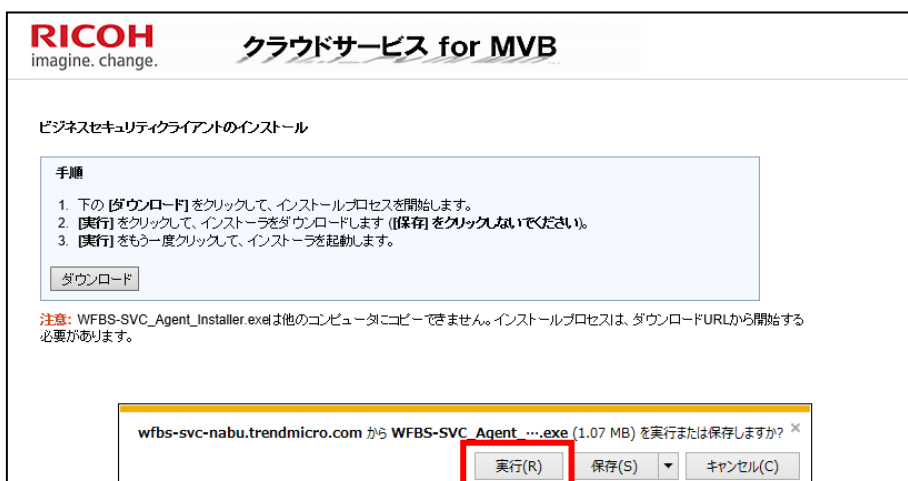 RICOH
imagine. change.
クラウドサービス for MVB
ビジネスセキュリティクライアントのインストール
手順
1. 下の [ダウンロード] をクリックして、インストールプロセスを開始します。
2. [実行] をクリックして、インストーラをダウンロードします ([保存] をクリックしないでください)。
3. [実行] をもう一度クリックして、インストーラを起動します。
ダウンロード
注意: WFBS-SVC_Agent_Installer.exeは他のコンピュータにコピーできません。インストールプロセスは、ダウンロードURLから開始する
必要があります。
wfbs-svc-nabu.trendmicro.com から WFBS-SVC_Agent_….exe (1.07 MB) を実行または保存しますか? ×
実行(R) 保存(S) ▼ キャンセル(C)